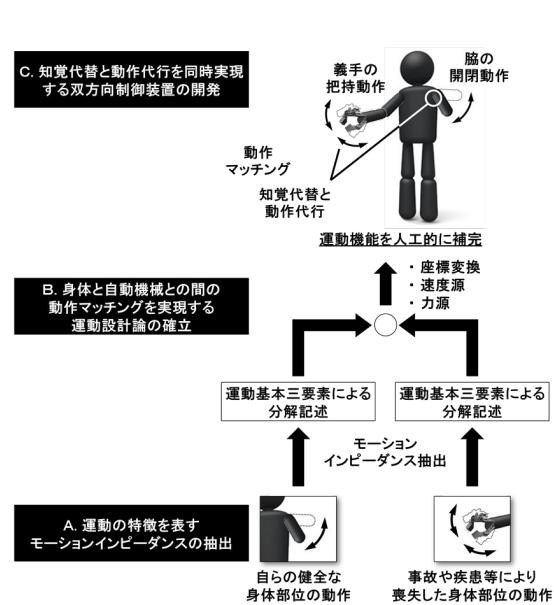 C. 知覚代替と動作代行を同時実現
する双方向制御装置の開発
義手の
把持動作
脇の
開閉動作
動作
マッチング
知覚代替と
動作代行
運動機能を人工的に補完
・座標変換
・速度源
・力源
B. 身体と自動機械との間の
動作マッチングを実現する
運動設計論の確立
運動基本三要素による
分解記述
運動基本三要素による
分解記述
モーション
インピーダンス抽出
A. 運動の特徴を表す
モーションインピーダンスの抽出
自らの健全な
身体部位の動作
事故や疾患等により
喪失した身体部位の動作